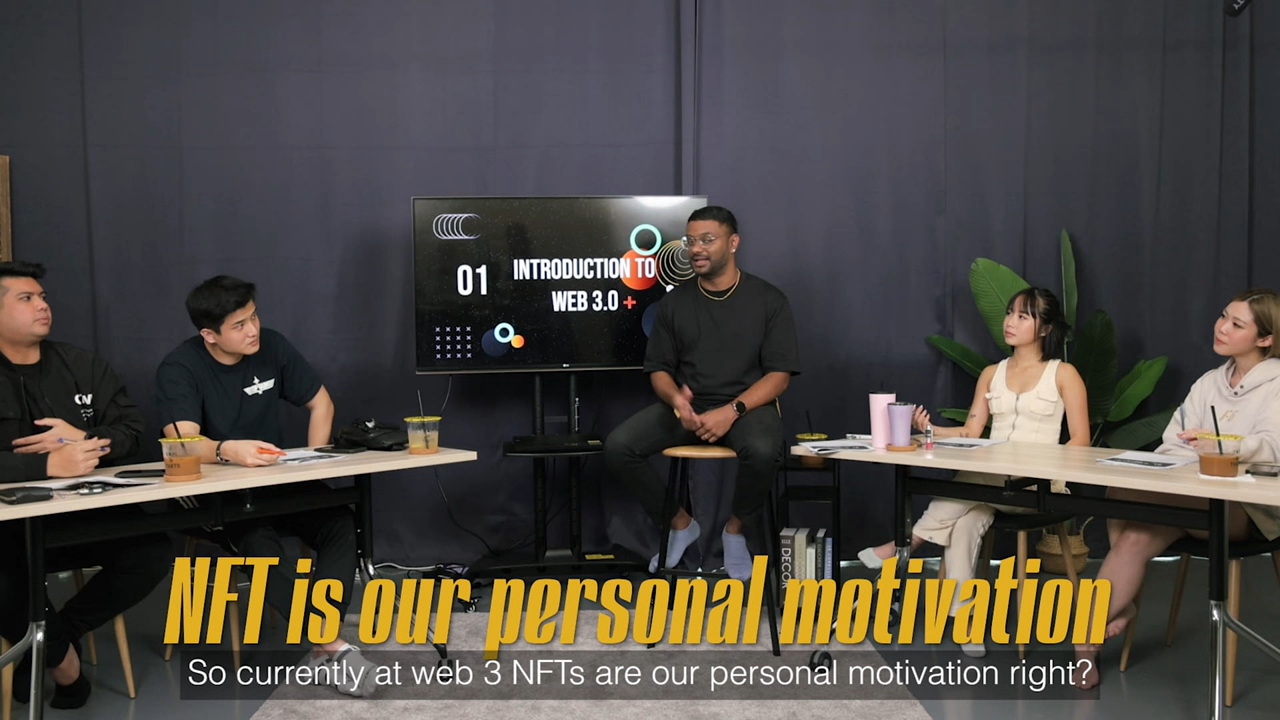 01
INTRODUCTION TO
WEB 3.0 +
DECOR
NFT is our personal motivation
So currently at web 3 NFTs are our personal motivation right?